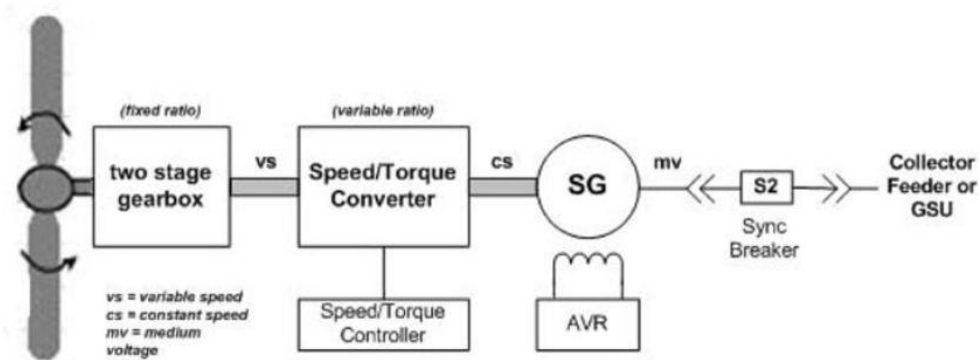 (fixed ratio)
(variable ratio)
two stage
gearbox
vs
Speed/Torque
Converter
cs
SG
mv
S2
Sync
Breaker
Collector
Feeder or
GSU
vs = variable speed
cs = constant speed
mv = medium
voltage
Speed/Torque
Controller
AVR